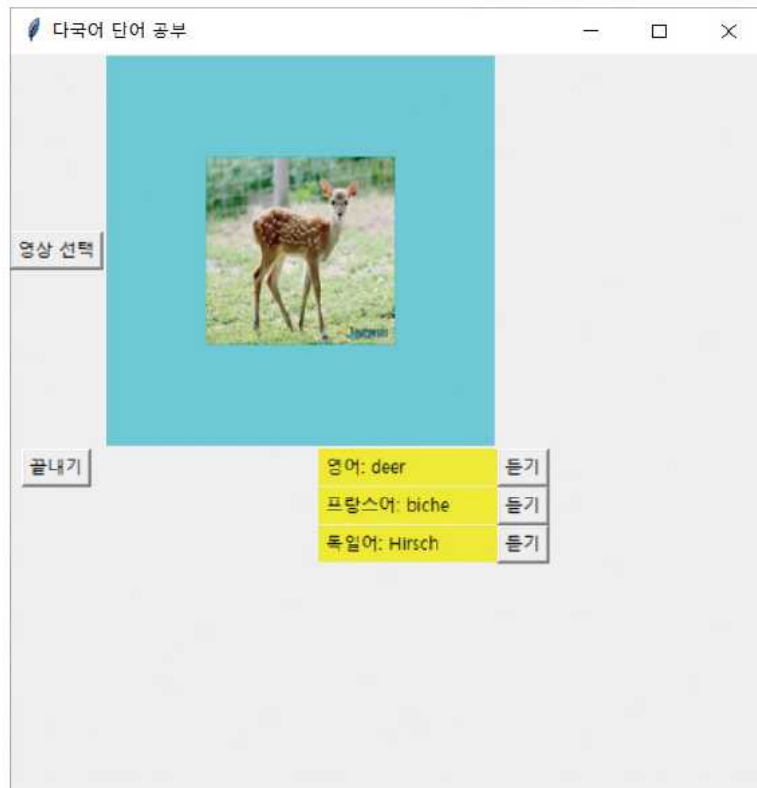 다국어 단어 공부
영상 선택
끝내기
영어: deer
듣기
프랑스어: biche
듣기
독일어: Hirsch
듣기